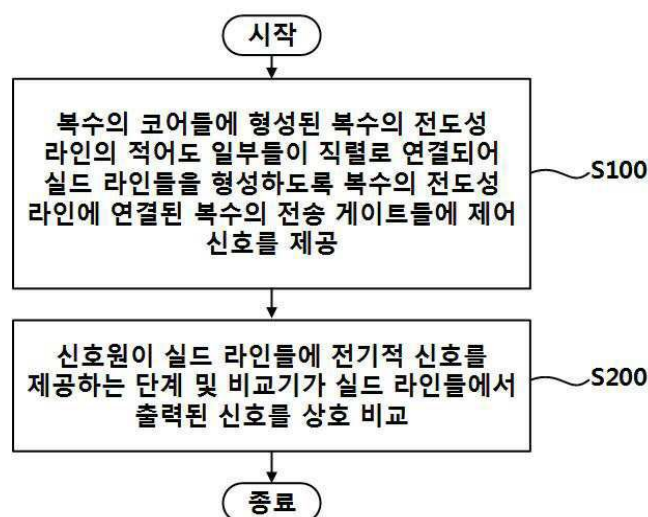 시작
복수의 코어들에 형성된 복수의 전도성
라인의 적어도 일부들이 직렬로 연결되어
실드 라인들을 형성하도록 복수의 전도성
라인에 연결된 복수의 전송 게이트들에 제어
신호를 제공
S100
신호원이 실드 라인들에 전기적 신호를
제공하는 단계 및 비교기가 실드 라인들에서
출력된 신호를 상호 비교
S200
종료